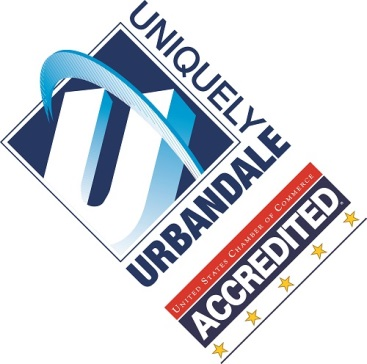 UNIQUELY
URBANDALE
UNITED STATES CHAMBER OF COMMERCE
ACCREDITED